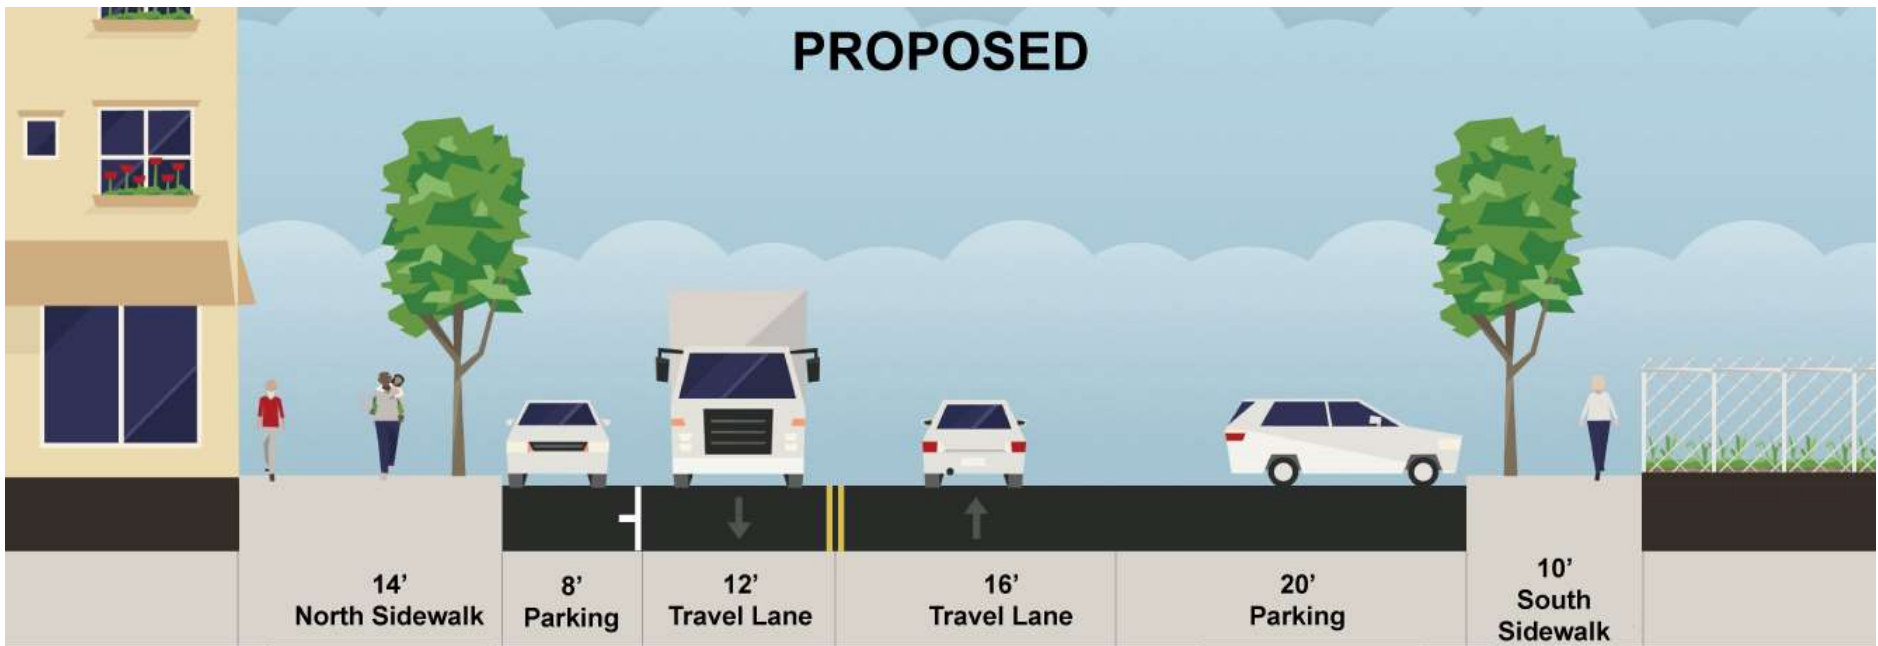 PROPOSED
14’
North Sidewalk
8’
Parking
12’
Travel Lane
16’
Travel Lane
20’
Parking
10’
South
Sidewalk